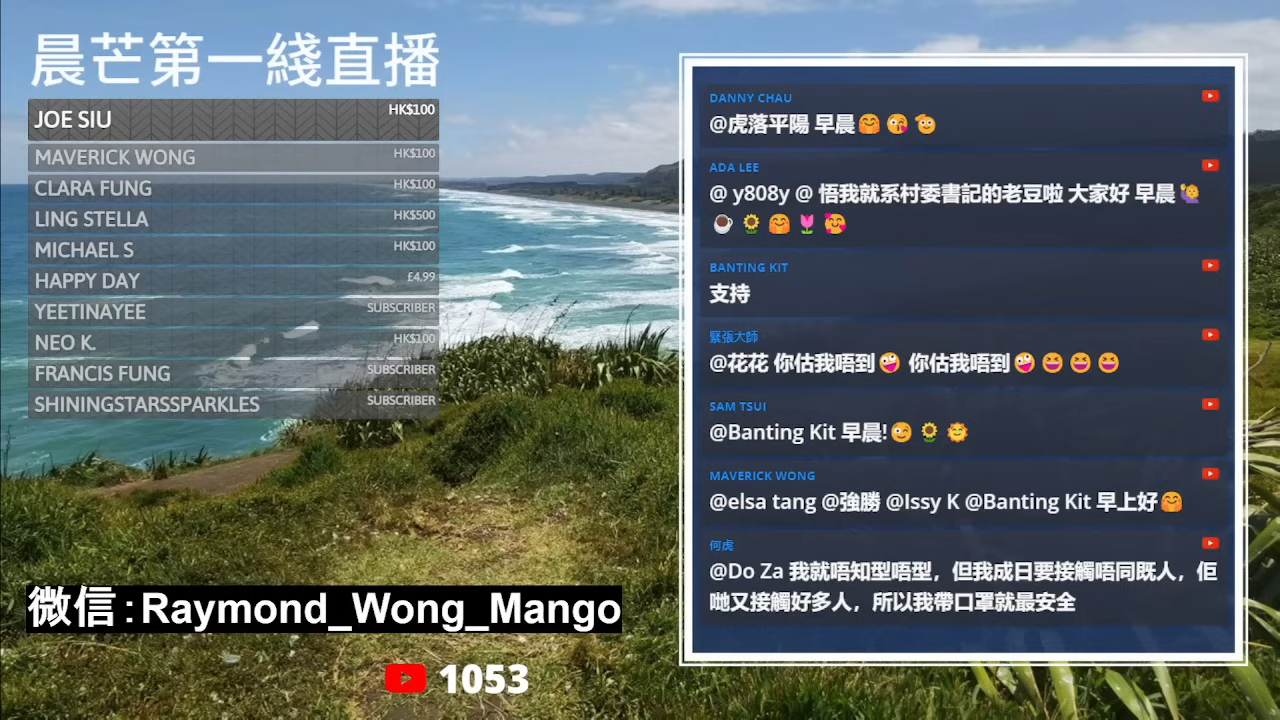 晨芒第一綫直播
JOE SIU HK$100
MAVERICK WONG HK$100
CLARA FUNG HK$100
LING STELLA HK$500
MICHAEL S HK$100
HAPPY DAY £4.99
YEETINAYEE SUBSCRIBER
NEO K. HK$100
FRANCIS FUNG SUBSCRIBER
SHININGSTARSSPARKLES SUBSCRIBER
微信:Raymond_Wong_Mango
1053
DANNY CHAU
@虎落平陽 早晨🤗 😘 🫡
ADA LEE
@ y808y @ 悟我就系村委書記的老豆啦 大家好 早晨🙋
☕ 🌻 🤗 🌷 🥰
BANTING KIT
支持
緊張大師
@花花 你估我唔到🤪 你估我唔到🤪 😆 😆 😆
SAM TSUI
@Banting Kit 早晨!😉 🌻 🌞
MAVERICK WONG
@elsa tang @強勝 @Issy K @Banting Kit 早上好🤗
何虎
@Do Za 我就唔知型唔型，但我成日要接觸唔同既人，佢
哋又接觸好多人，所以我帶口罩就最安全